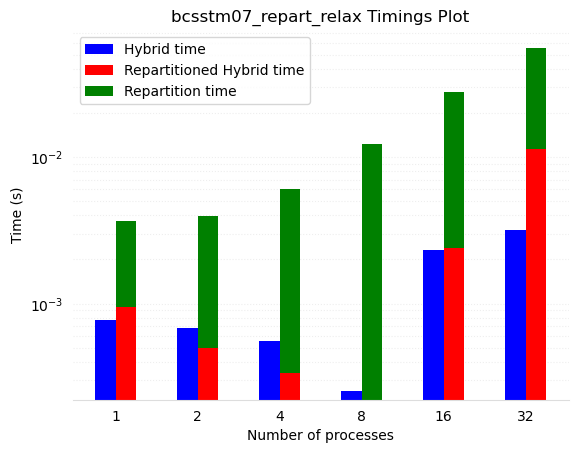 bcsstm07_repart_relax Timings Plot
Hybrid time
Repartitioned Hybrid time
Repartition time
Time (s)
10⁻²
10⁻³
1 2 4 8 16 32
Number of processes